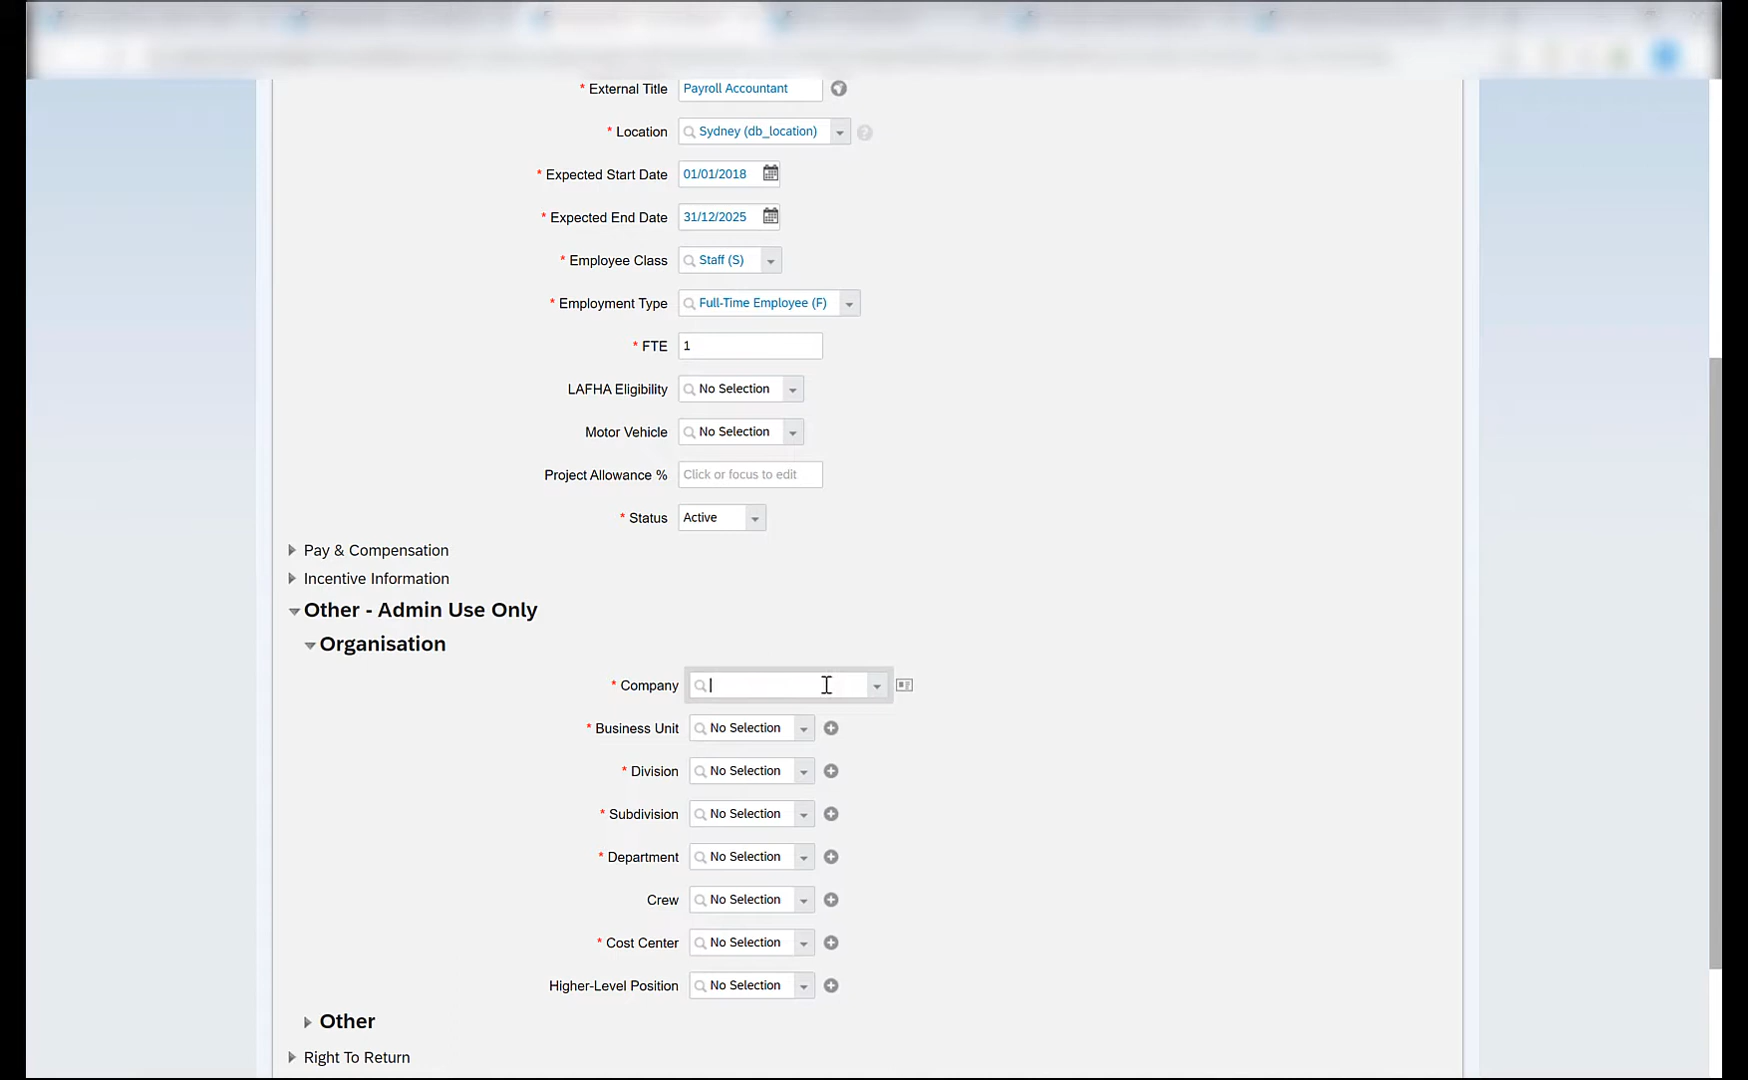 * External Title Payroll Accountant
* Location Sydney (db_location)
* Expected Start Date 01/01/2018
* Expected End Date 31/12/2025
* Employee Class Staff (S)
* Employment Type Full-Time Employee (F)
* FTE 1
LAFHA Eligibility No Selection
Motor Vehicle No Selection
Project Allowance % Click or focus to edit
* Status Active
Pay & Compensation
Incentive Information
Other - Admin Use Only
Organisation
* Company
* Business Unit No Selection
* Division No Selection
* Subdivision No Selection
* Department No Selection
Crew No Selection
* Cost Center No Selection
Higher-Level Position No Selection
Other
Right To Return